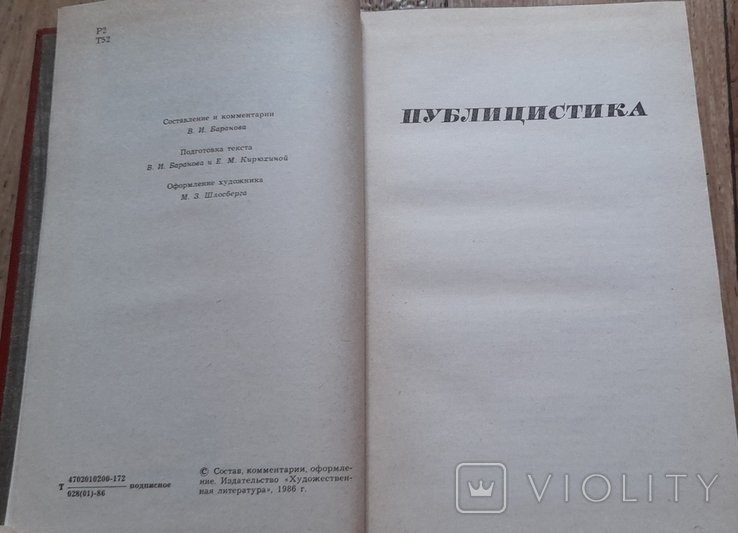 Р2
Т52
Составление и комментарии
В. И. Баранова
Подготовка текста
В. И. Баранова и Е. М. Кирюхиной
Оформление художника
М. З. Шлосберга
Т 4702010200-172 подписное
028(01)-86
© Состав, комментарии, оформле-
ние. Издательство «Художествен-
ная литература», 1986 г.
ПУБЛИЦИСТИКА
VIOLITY